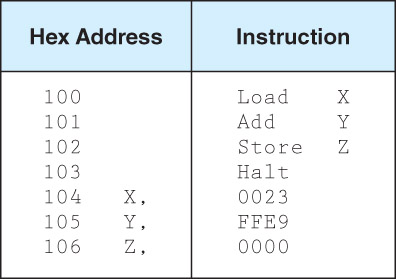 Hex Address Instruction
100 Load X
101 Add Y
102 Store Z
103 Halt
104 X, 0023
105 Y, FFE9
106 Z, 0000